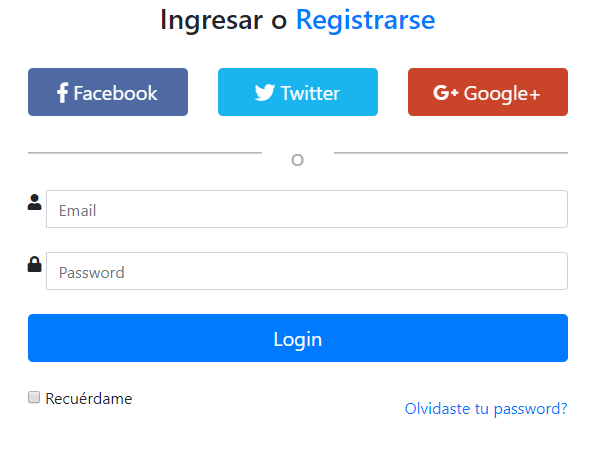 Ingresar o Registrarse
Facebook Twitter Google+
O
Email
Password
Login
Recuérdame
Olvidaste tu password?